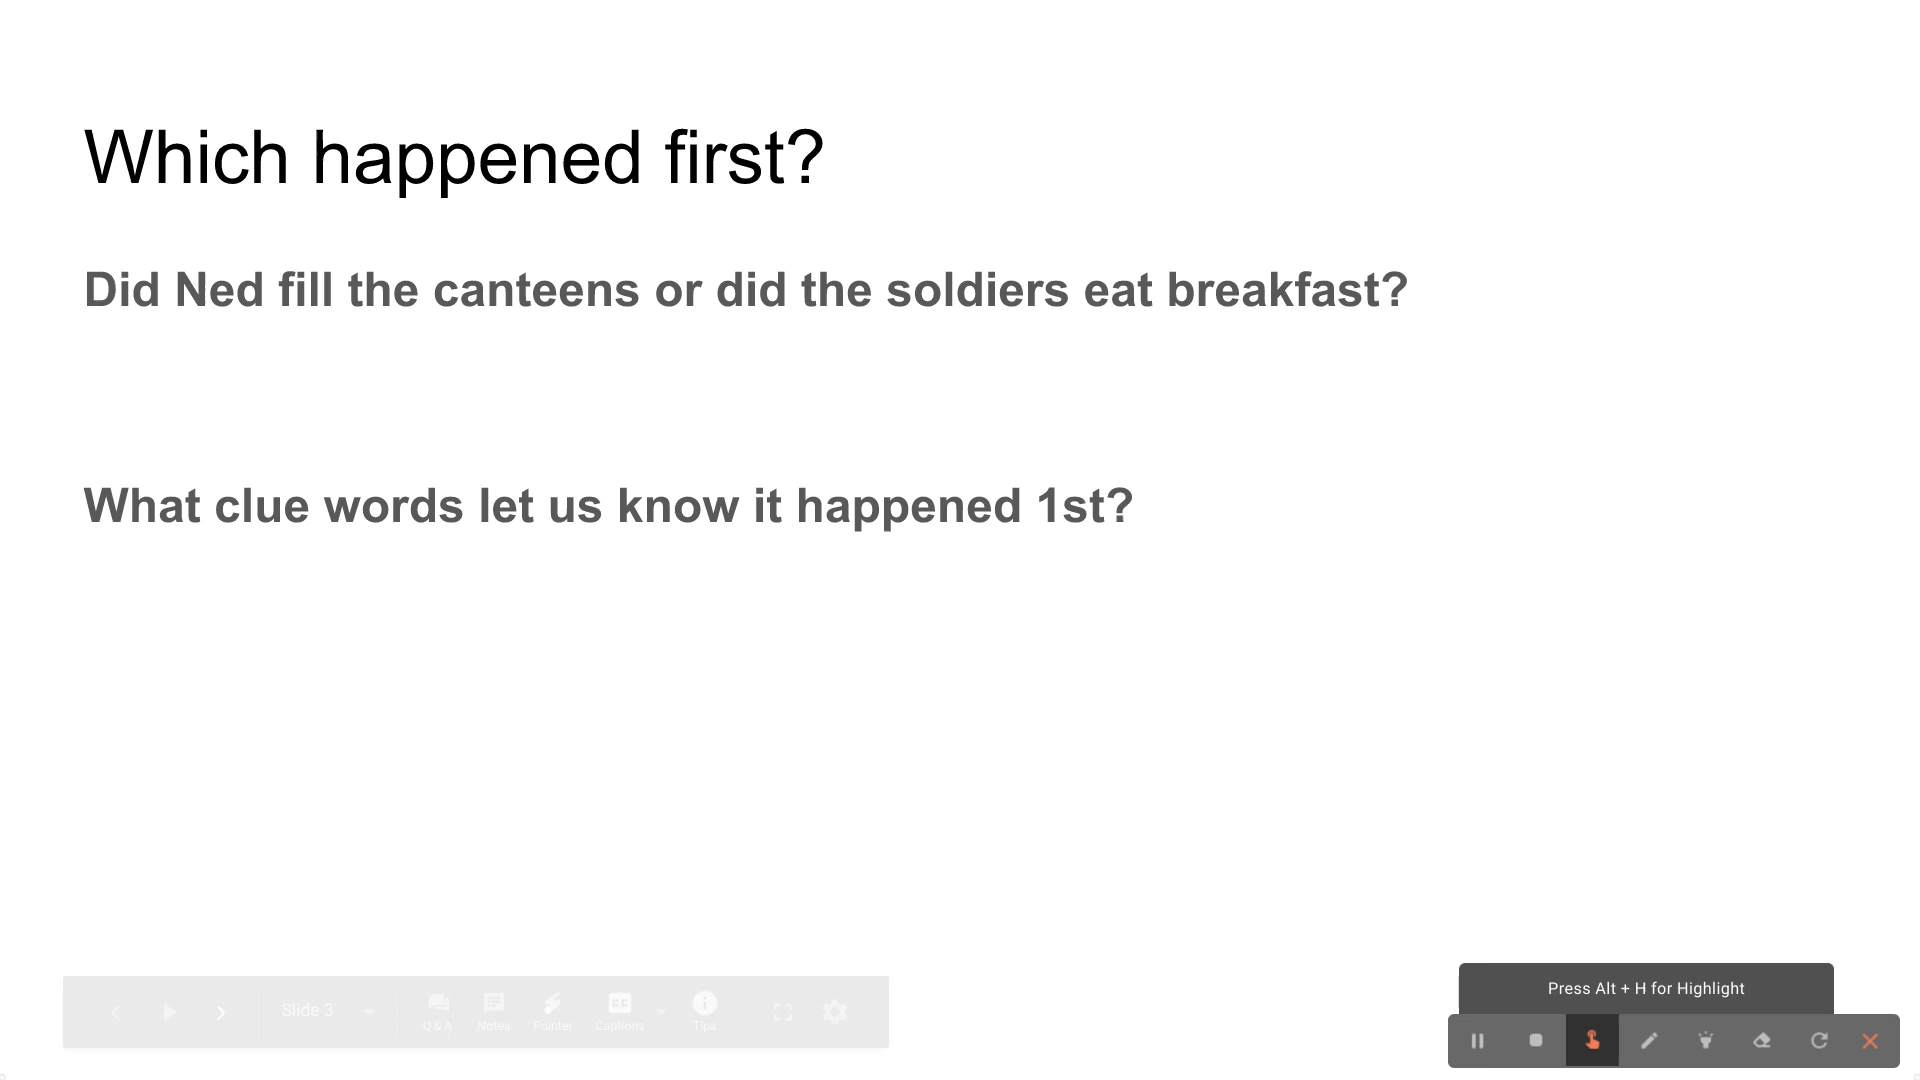 Which happened first?
Did Ned fill the canteens or did the soldiers eat breakfast?
What clue words let us know it happened 1st?
Slide 3
Q & A Notes Pointer Captions Tips
Press Alt + H for Highlight